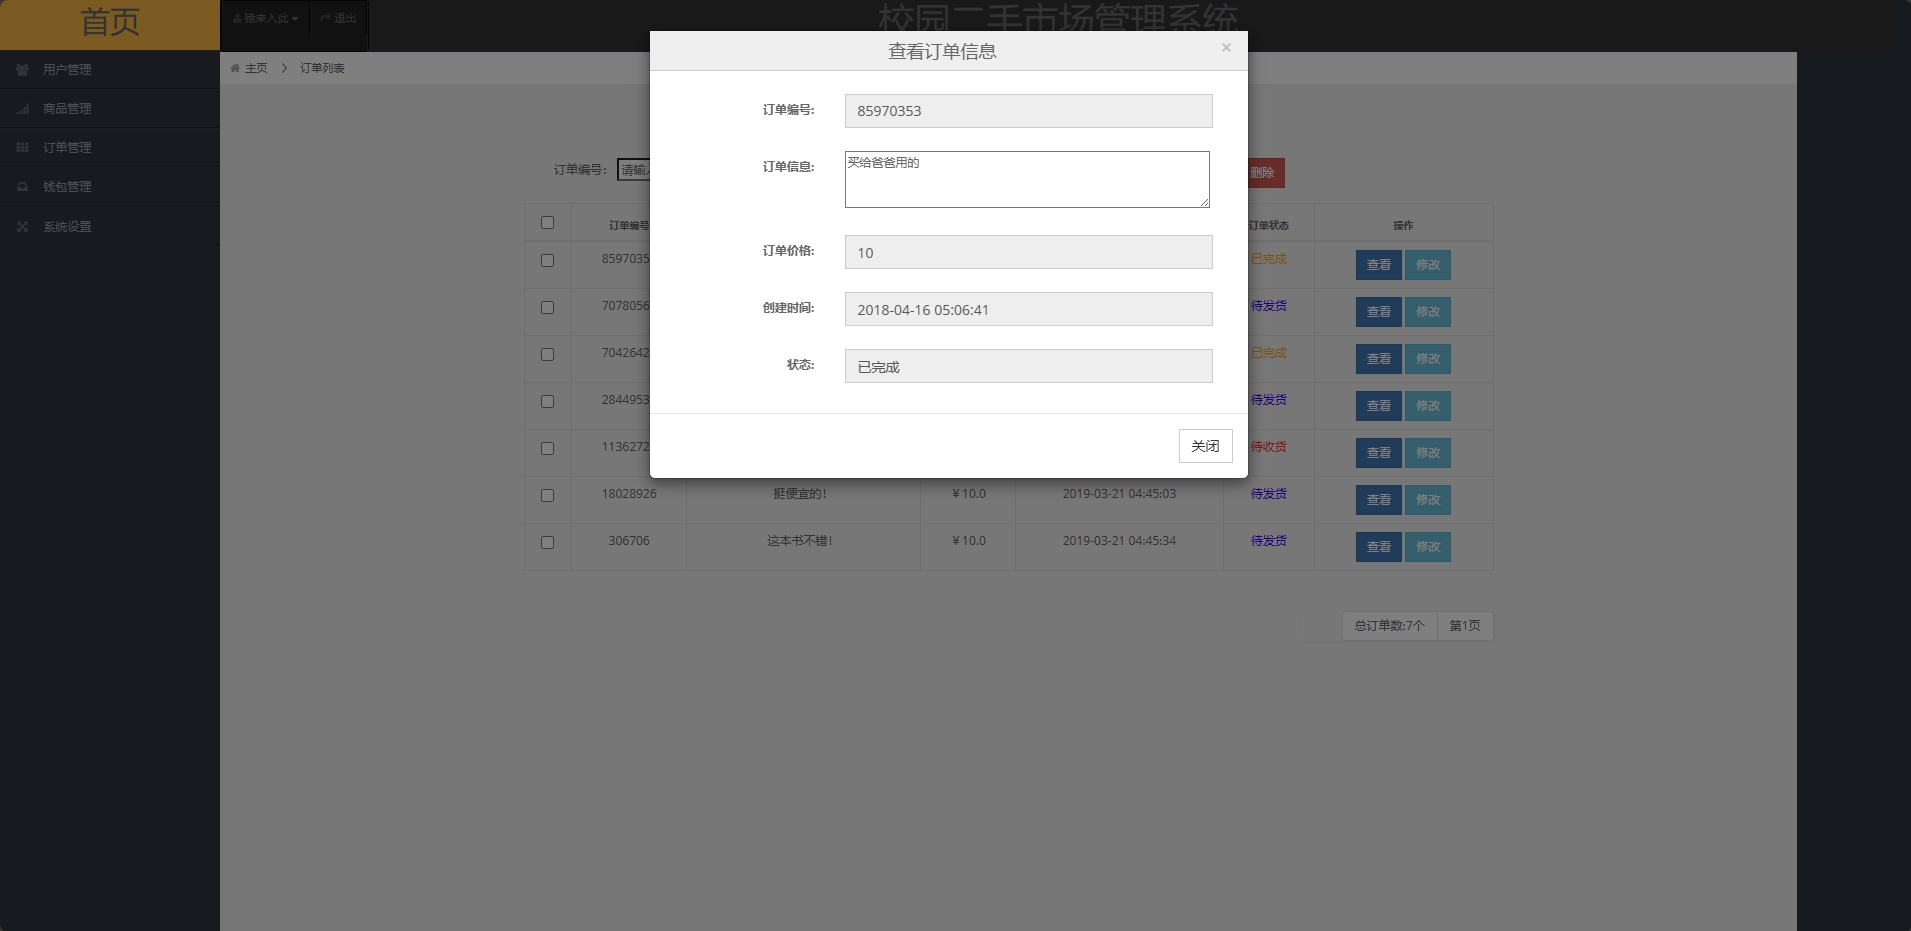 首页
猿来入此 退出
校园二手市场管理系统
用户管理
商品管理
订单管理
钱包管理
系统设置
主页 > 订单列表
查看订单信息 ×
订单编号: 85970353
订单信息: 买给爸爸用的
订单价格: 10
创建时间: 2018-04-16 05:06:41
状态: 已完成
关闭
订单编号: 请输 删除
订单编号 订单状态 操作
8597035 已完成 查看 修改
7078056 待发货 查看 修改
7042642 已完成 查看 修改
2844953 待发货 查看 修改
1136272 待收货 查看 修改
18028926 挺便宜的! ¥10.0 2019-03-21 04:45:03 待发货 查看 修改
306706 这本书不错! ¥10.0 2019-03-21 04:45:34 待发货 查看 修改
总订单数:7个 第1页